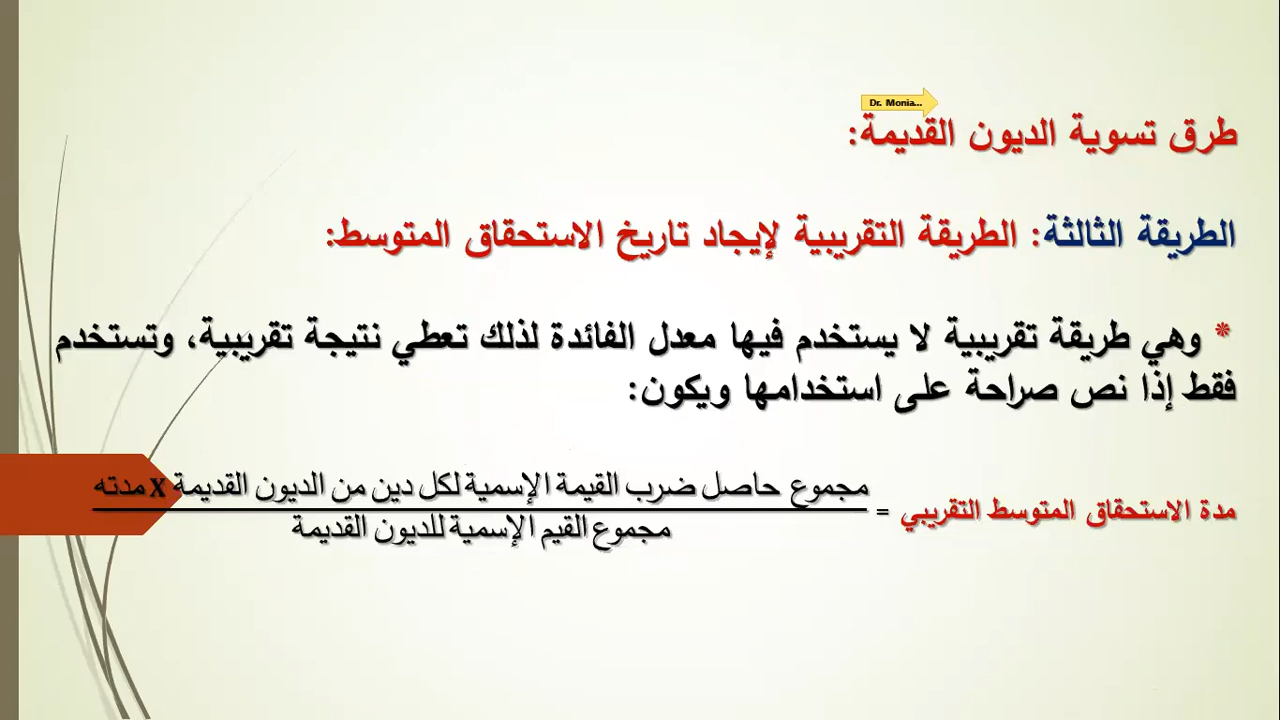 Dr. Monia...
طرق تسوية الديون القديمة:
الطريقة الثالثة: الطريقة التقريبية لإيجاد تاريخ الاستحقاق المتوسط:
* وهي طريقة تقريبية لا يستخدم فيها معدل الفائدة لذلك تعطي نتيجة تقريبية، وتستخدم
فقط إذا نص صراحة على استخدامها ويكون:
مدة الاستحقاق المتوسط التقريبي =
مجموع حاصل ضرب القيمة الإسمية لكل دين من الديون القديمة X مدته
مجموع القيم الإسمية للديون القديمة